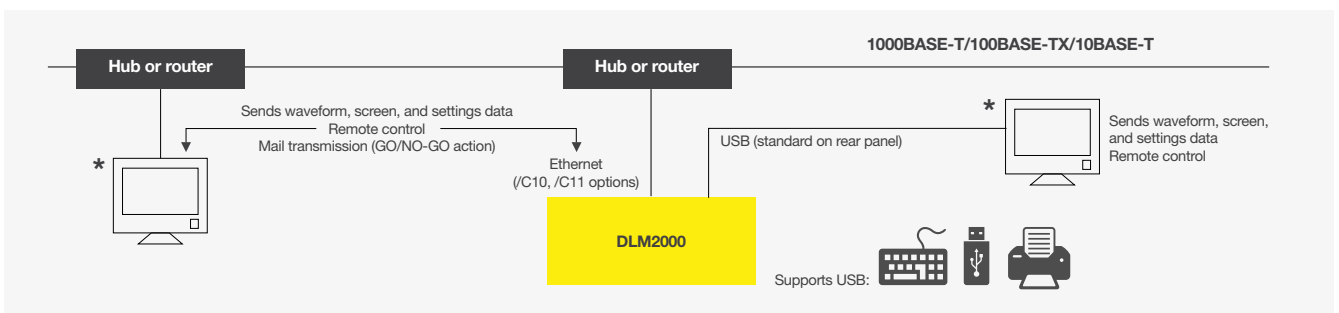 1000BASE-T/100BASE-TX/10BASE-T
Hub or router
Hub or router
Sends waveform, screen, and settings data
Remote control
Mail transmission (GO/NO-GO action)
*
Ethernet
(/C10, /C11 options)
USB (standard on rear panel)
*
Sends waveform, screen,
and settings data
Remote control
DLM2000
Supports USB: